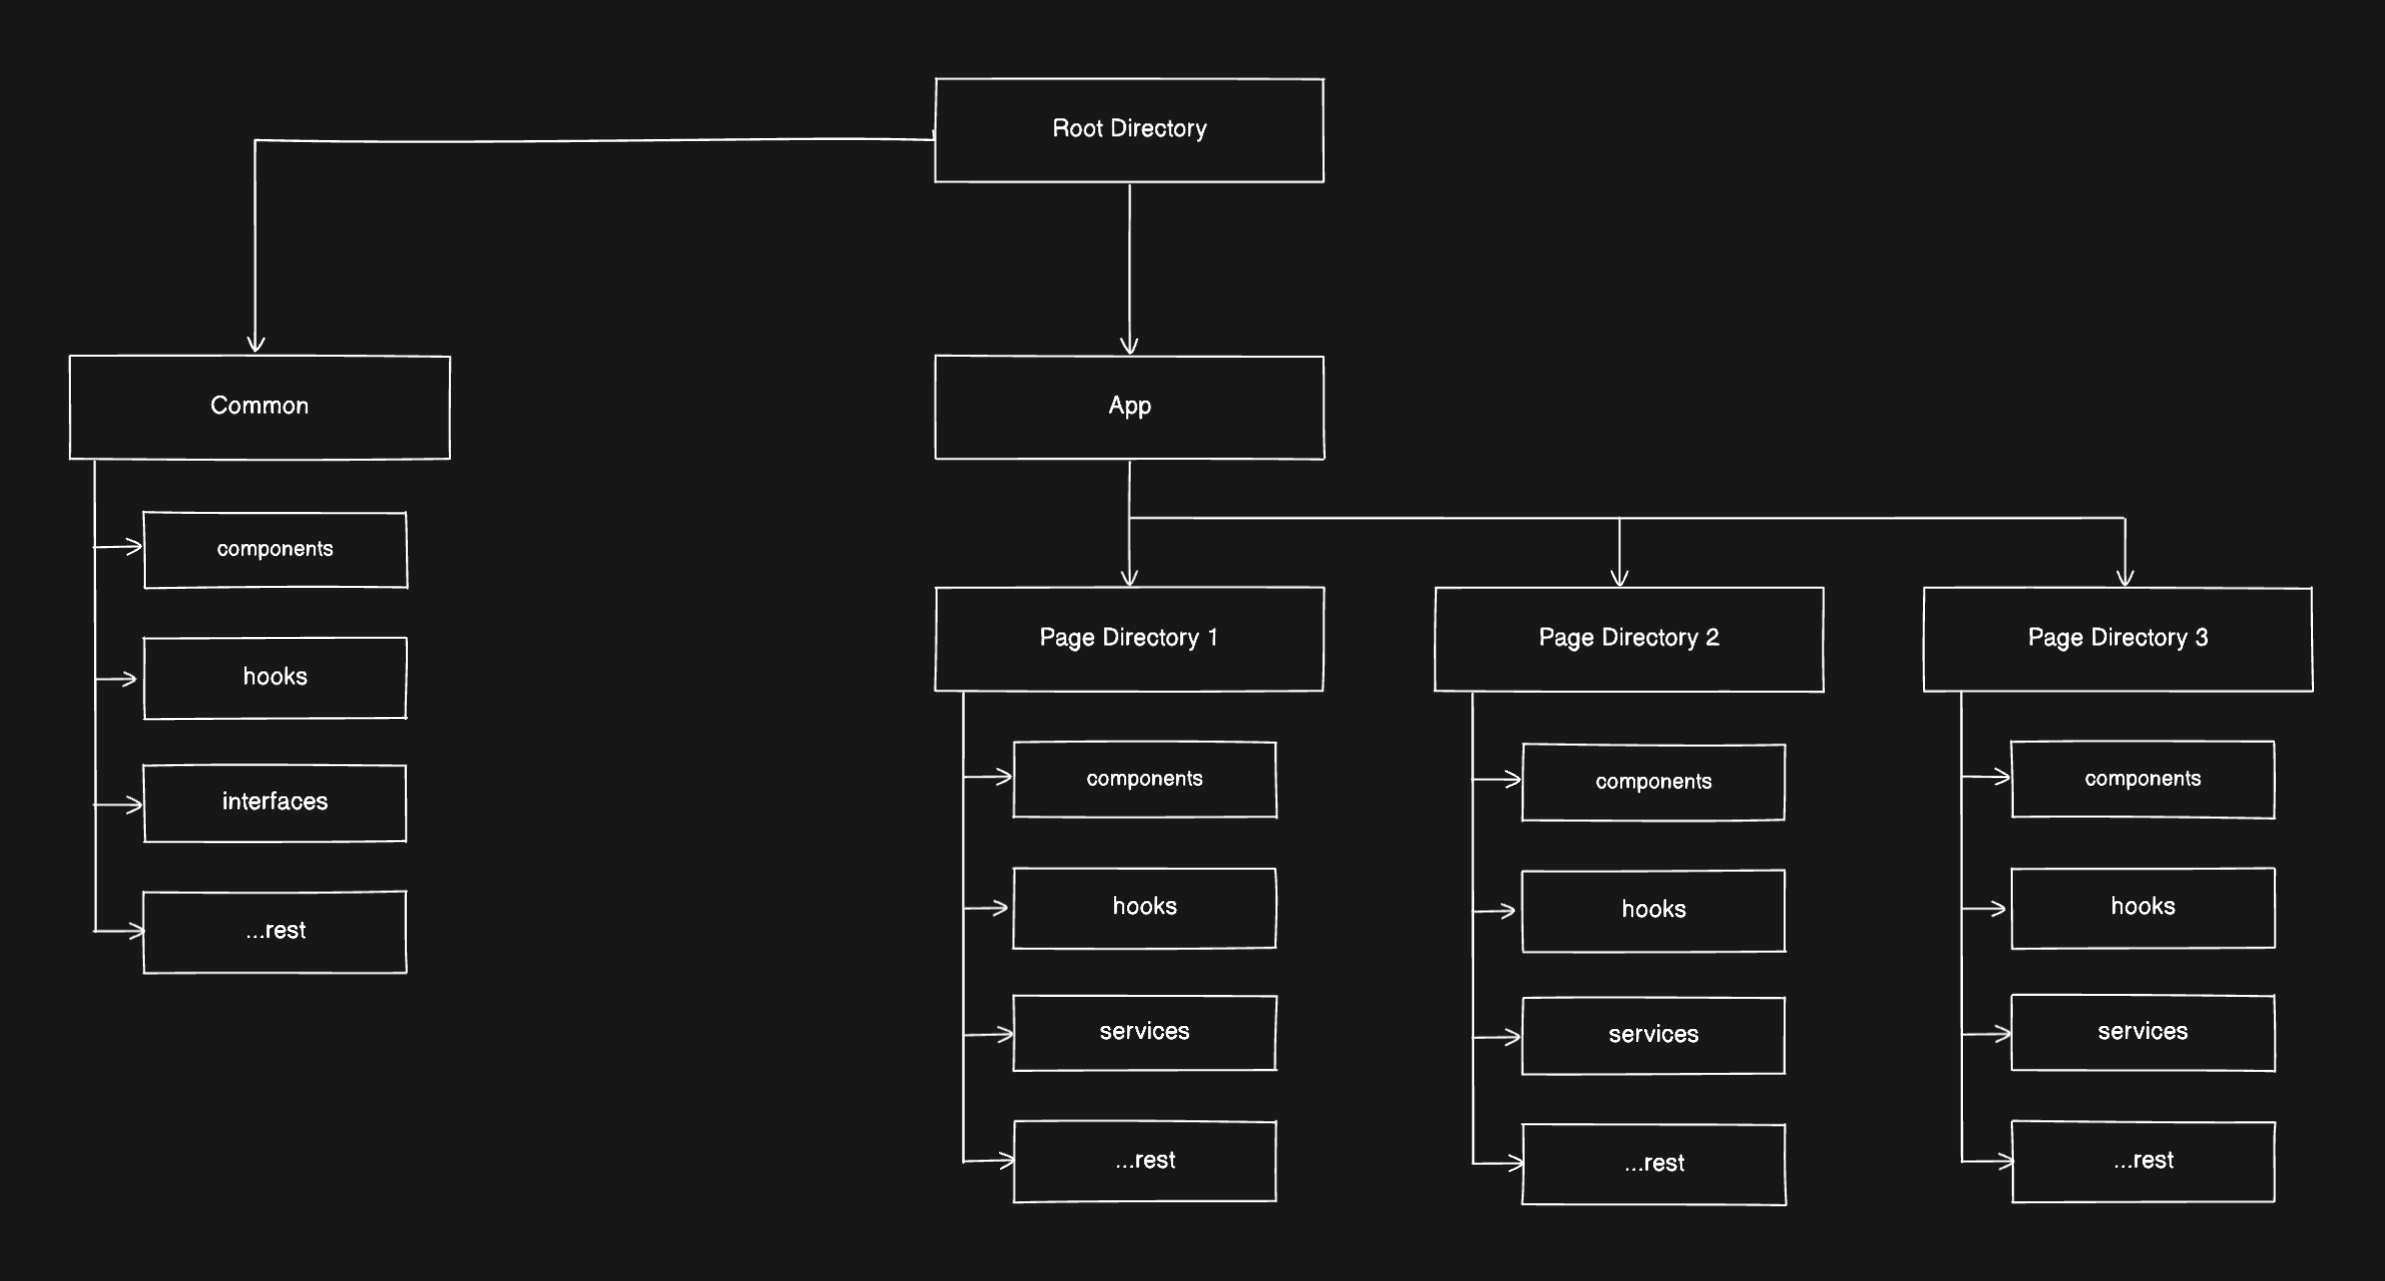 Root Directory
Common
App
components
hooks
interfaces
...rest
Page Directory 1
Page Directory 2
Page Directory 3
components
hooks
services
...rest
components
hooks
services
...rest
components
hooks
services
...rest